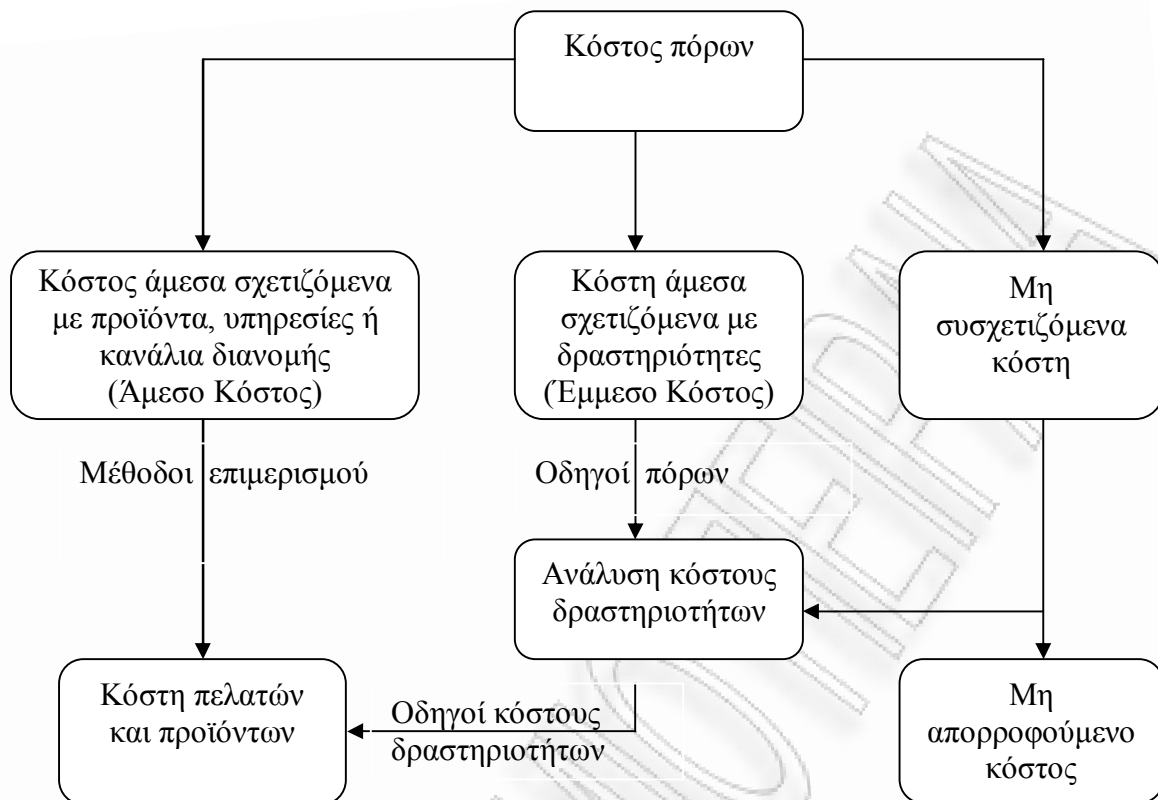 Κόστος πόρων
Κόστος άμεσα σχετιζόμενα
με προϊόντα, υπηρεσίες ή
κανάλια διανομής
(Άμεσο Κόστος)
Κόστη άμεσα
σχετιζόμενα με
δραστηριότητες
(Έμμεσο Κόστος)
Μη
συσχετιζόμενα
κόστη
Μέθοδοι επιμερισμού
Οδηγοί πόρων
Ανάλυση κόστους
δραστηριοτήτων
Κόστη πελατών
και προϊόντων
Οδηγοί κόστους
δραστηριοτήτων
Μη
απορροφούμενο
κόστος